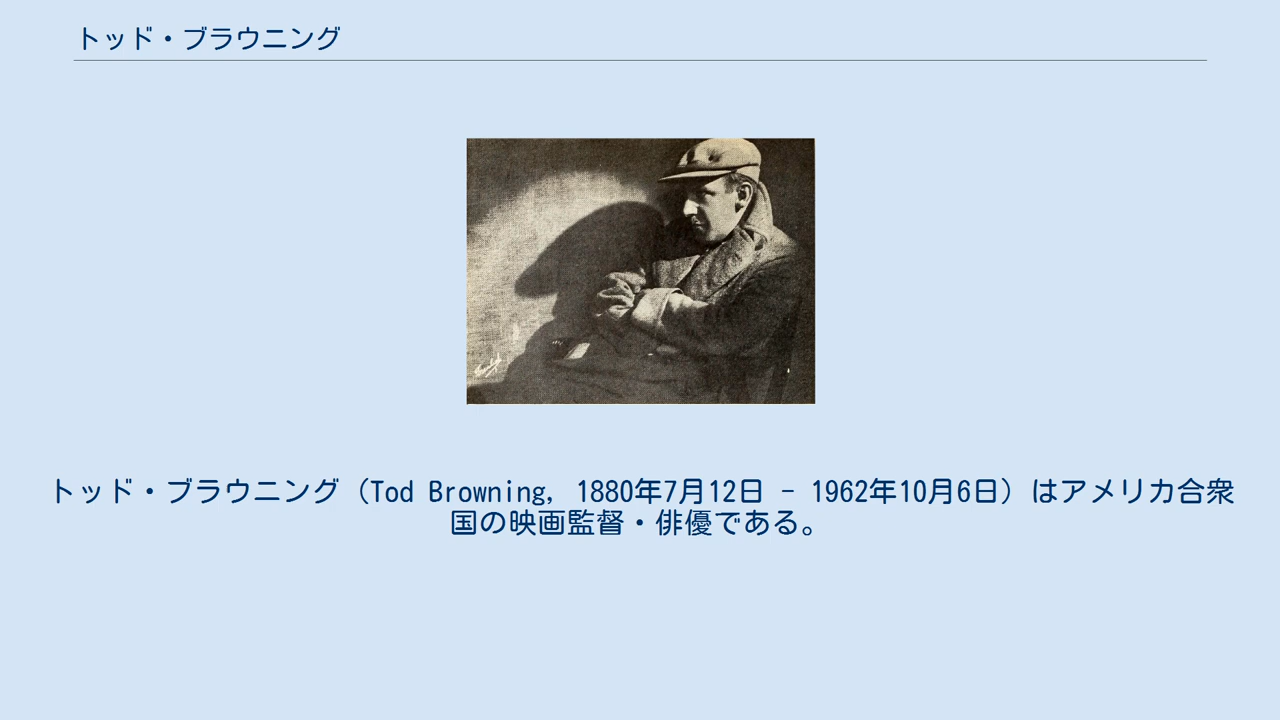 トッド・ブラウニング
トッド・ブラウニング（Tod Browning, 1880年7月12日 - 1962年10月6日）はアメリカ合衆
国の映画監督・俳優である。